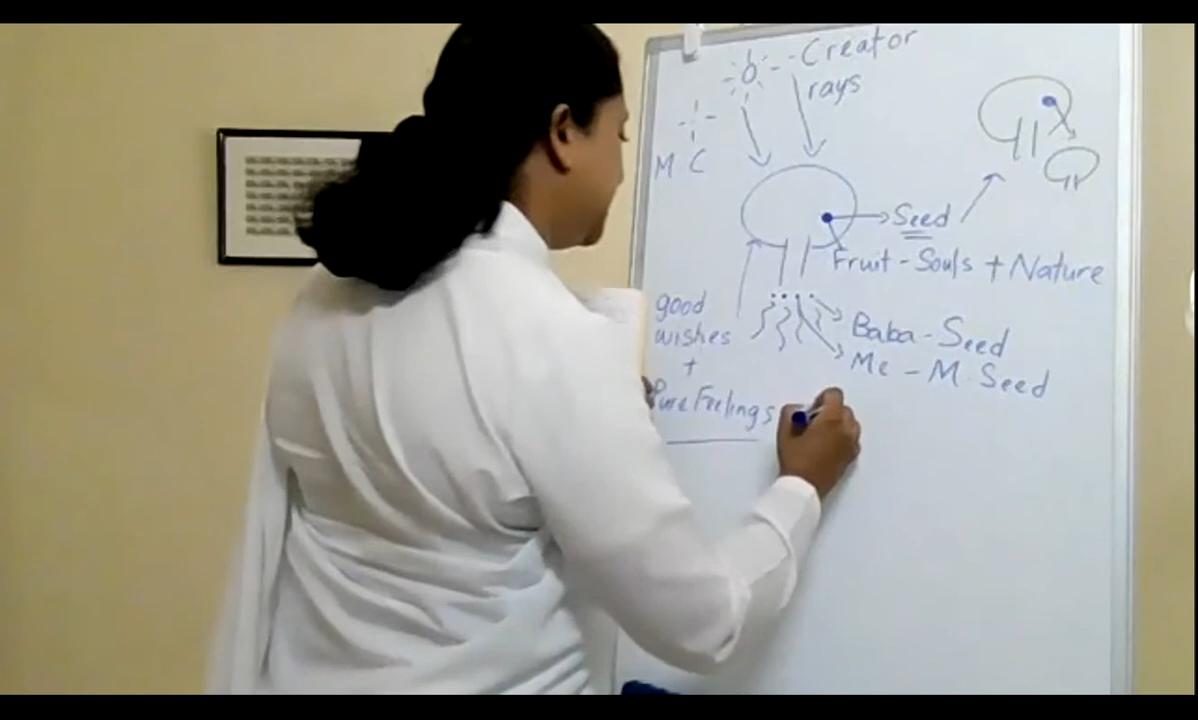 Creator
rays
M C
Seed
Fruit - Souls + Nature
good
wishes
+
Pure Feelings
Baba - Seed
Me - M. Seed